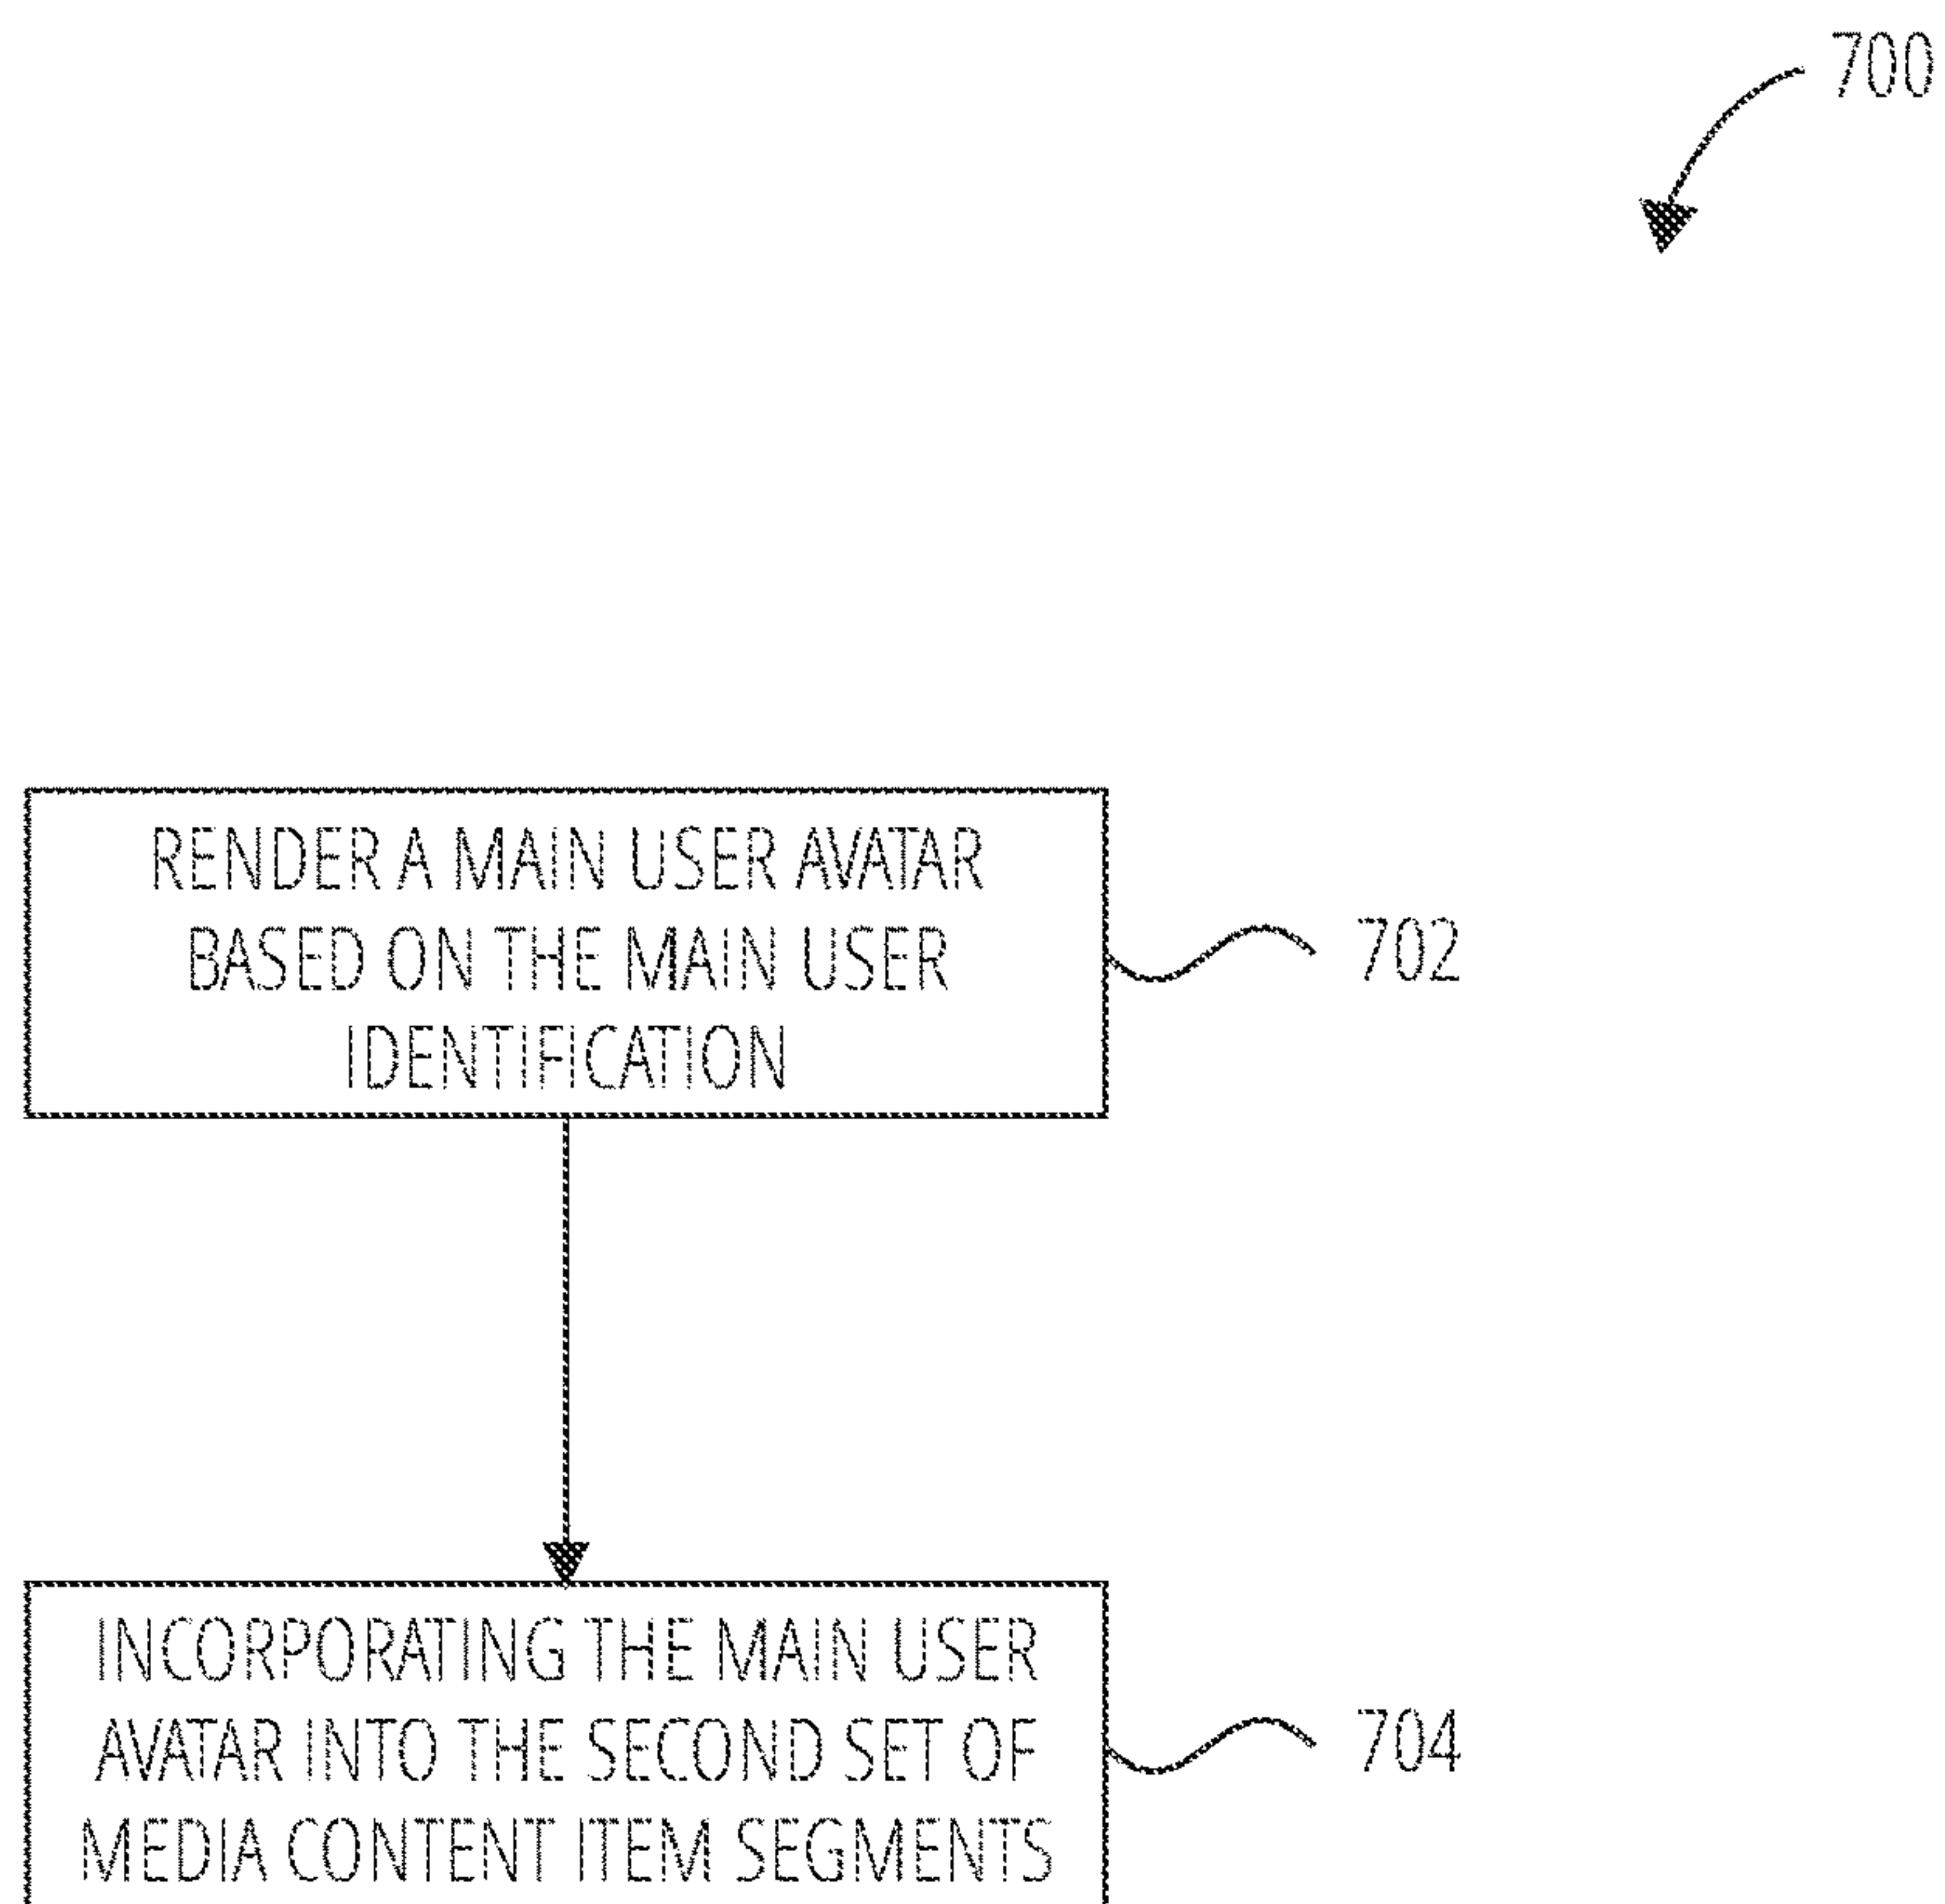 700
RENDER A MAIN USER AVATAR
BASED ON THE MAIN USER
IDENTIFICATION
702
INCORPORATING THE MAIN USER
AVATAR INTO THE SECOND SET OF
MEDIA CONTENT ITEM SEGMENTS
704